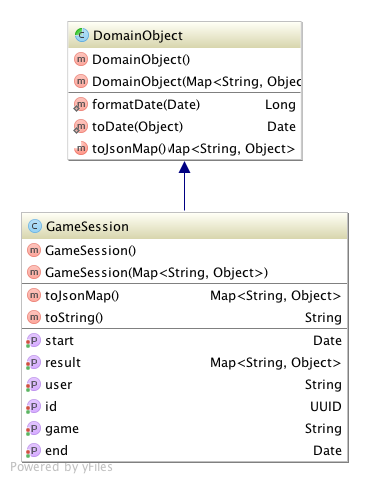 DomainObject
DomainObject()
DomainObject(Map<String, Objec
formatDate(Date) Long
toDate(Object) Date
toJsonMap() Map<String, Object>
GameSession
GameSession()
GameSession(Map<String, Object>)
toJsonMap() Map<String, Object>
toString() String
start Date
result Map<String, Object>
user String
id UUID
game String
end Date
Powered by yFiles